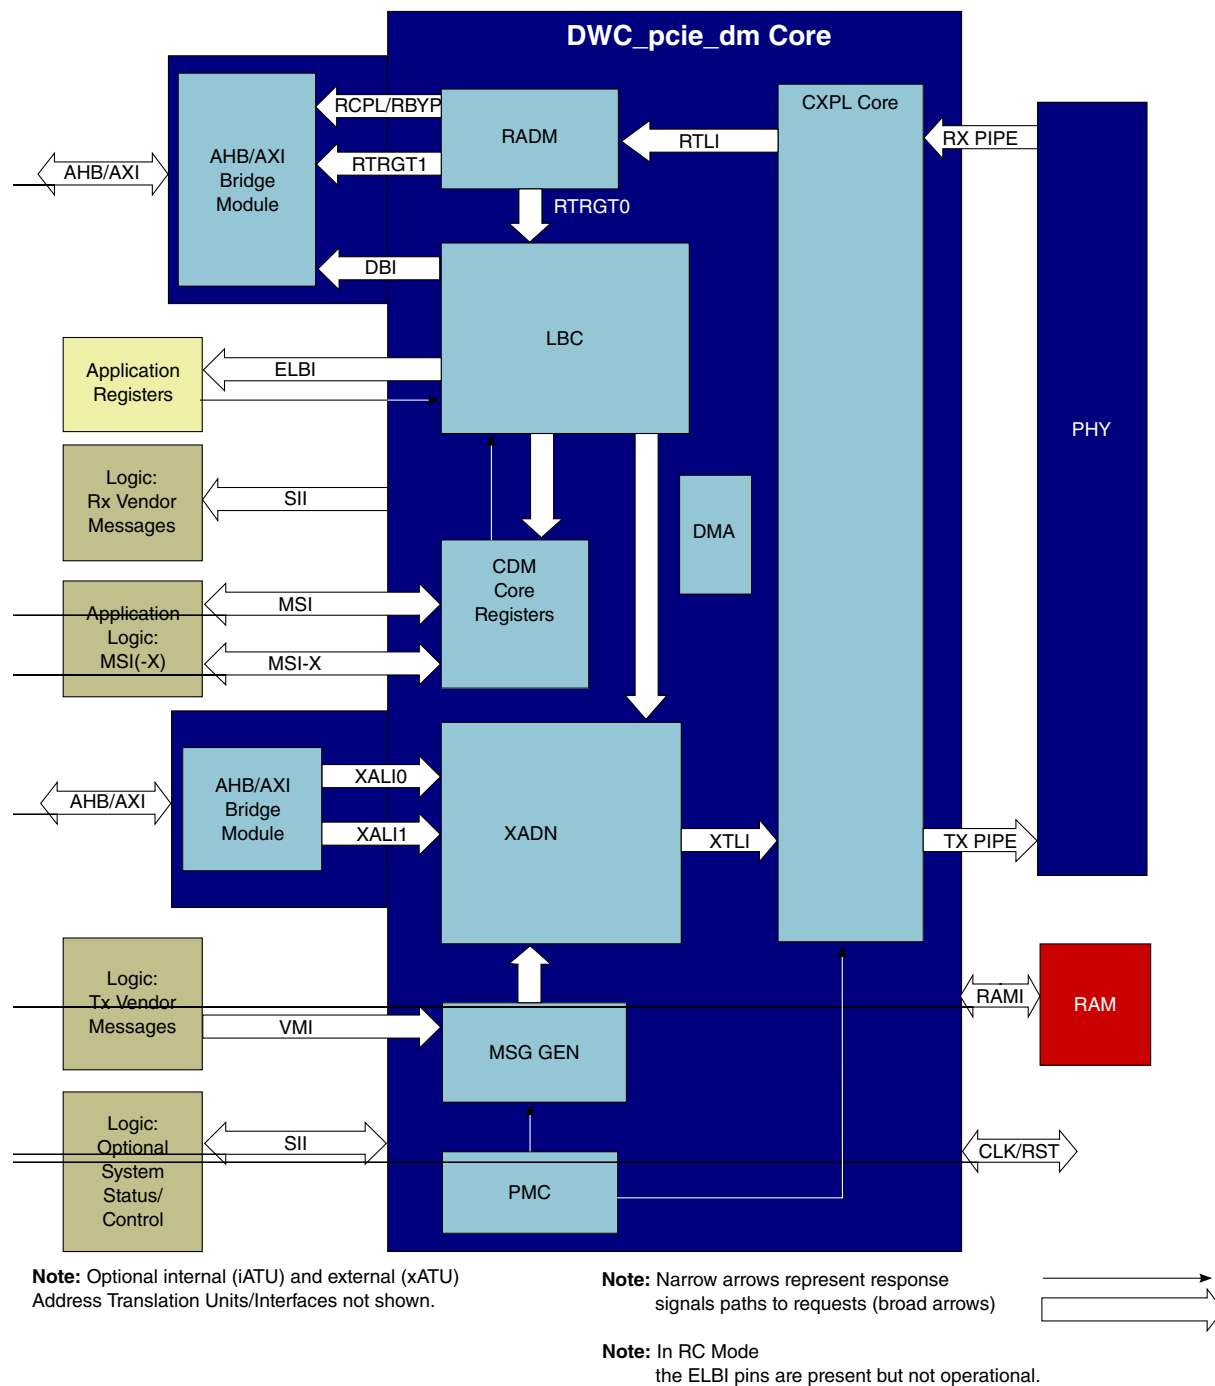 DWC_pcie_dm Core
RCPL/RBYP
RADM
RTLI
CXPL Core
RX PIPE
AHB/AXI
AHB/AXI
Bridge
Module
RTRGT1
RTRGT0
DBI
LBC
Application
Registers
ELBI
PHY
Logic:
Rx Vendor
Messages
SII
DMA
CDM
Core
Registers
Application
Logic:
MSI(-X)
MSI
MSI-X
AHB/AXI
AHB/AXI
Bridge
Module
XALI0
XALI1
XADN
XTLI
TX PIPE
Logic:
Tx Vendor
Messages
VMI
MSG GEN
RAMI
RAM
Logic:
Optional
System
Status/
Control
SII
PMC
CLK/RST
Note: Optional internal (iATU) and external (xATU)
Address Translation Units/Interfaces not shown.
Note: Narrow arrows represent response
signals paths to requests (broad arrows)
Note: In RC Mode
the ELBI pins are present but not operational.